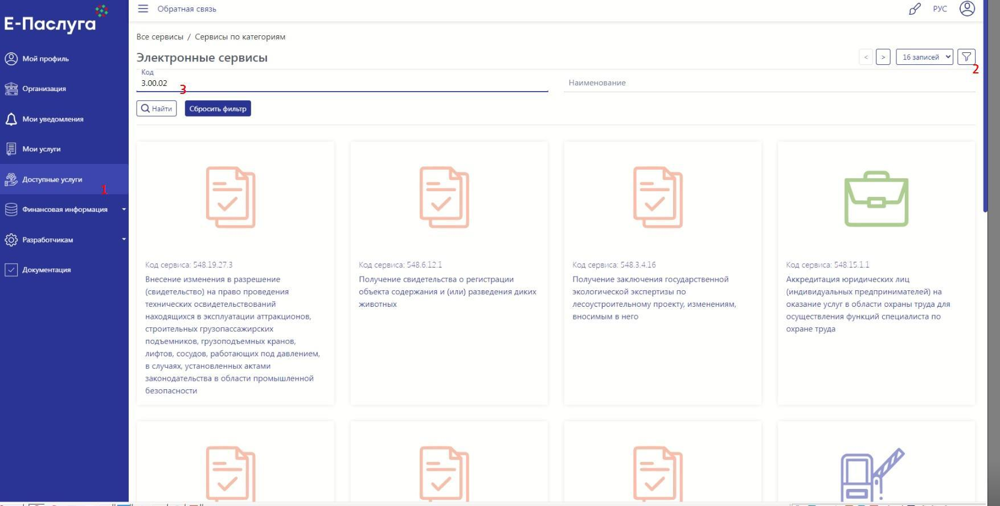 Е-Паслуга
Обратная связь
РУС
Мой профиль
Организация
Мои уведомления
Мои услуги
Доступные услуги
1
Финансовая информация
Разработчикам
Документация
Все сервисы / Сервисы по категориям
Электронные сервисы
<
>
16 записей
2
Код
3.00.02
3
Наименование
Найти
Сбросить фильтр
Код сервиса: 548.19.27.3
Внесение изменения в разрешение
(свидетельство) на право проведения
технических освидетельствований
находящихся в эксплуатации аттракционов,
строительных грузопассажирских
подъемников, грузоподъемных кранов,
лифтов, сосудов, работающих под давлением,
в случаях, установленных актами
законодательства в области промышленной
безопасности
Код сервиса: 548.6.12.1
Получение свидетельства о регистрации
объекта содержания и (или) разведения диких
животных
Код сервиса: 548.3.4.16
Получение заключения государственной
экологической экспертизы по
лесоустроительному проекту, изменениям,
вносимым в него
Код сервиса: 548.15.1.1
Аккредитация юридических лиц
(индивидуальных предпринимателей) на
оказание услуг в области охраны труда для
осуществления функций специалиста по
охране труда